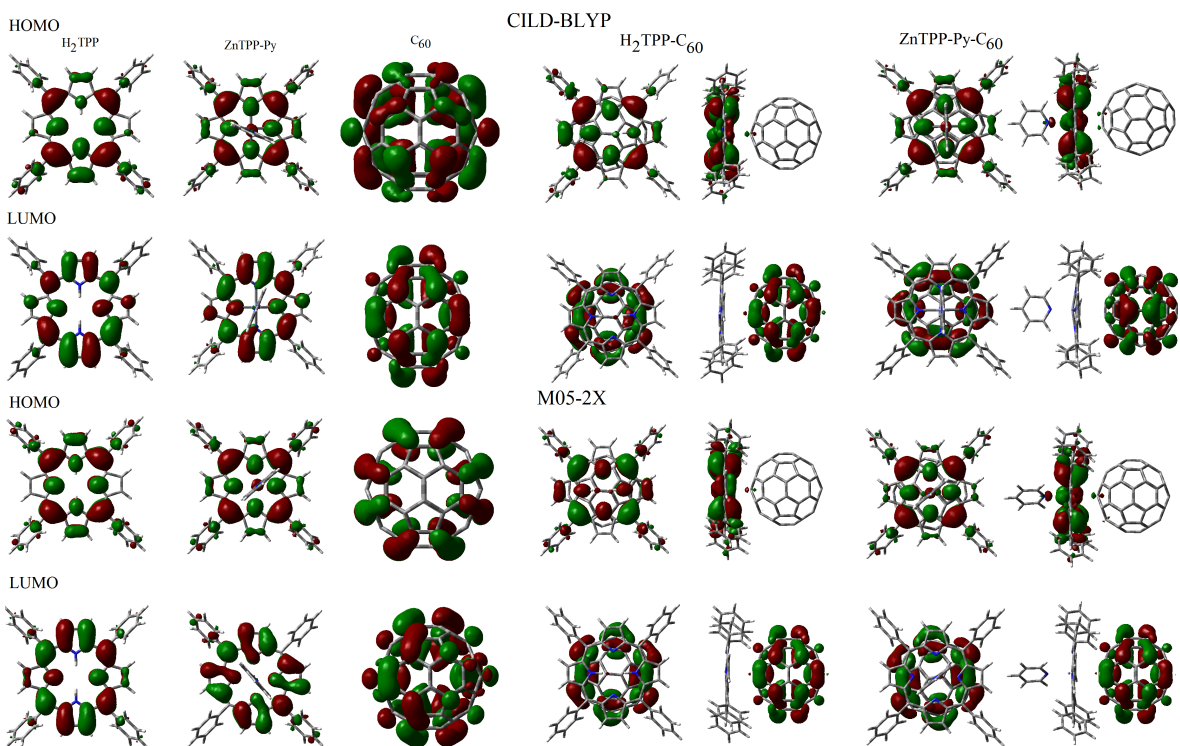 CILD-BLYP
HOMO
H2TPP ZnTPP-Py C60 H2TPP-C60 ZnTPP-Py-C60
LUMO
M05-2X
HOMO
LUMO